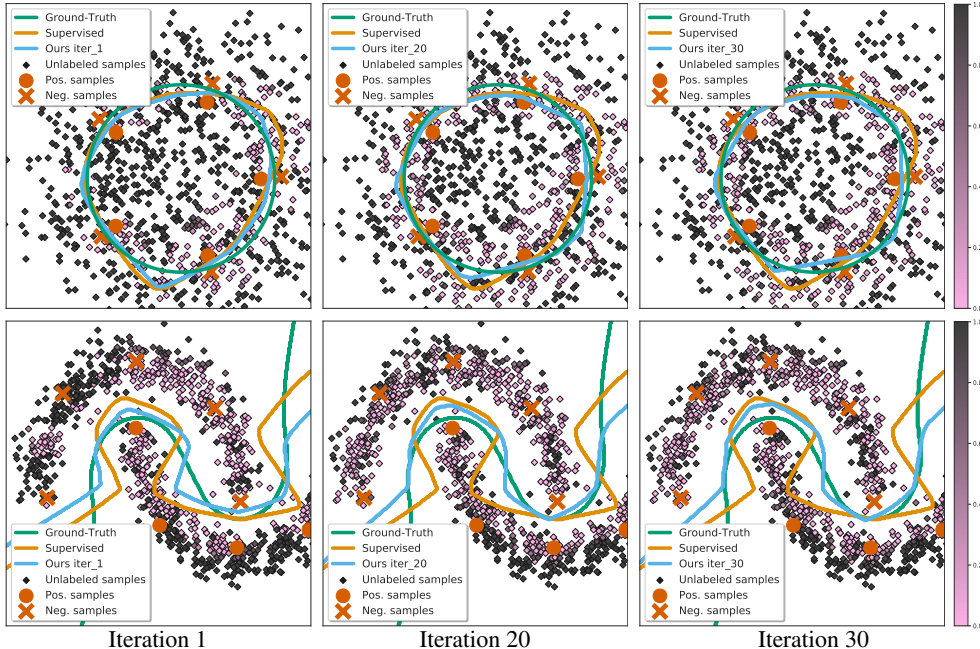 Ground-Truth
Supervised
Ours iter_1
Unlabeled samples
Pos. samples
Neg. samples
Ground-Truth
Supervised
Ours iter_20
Unlabeled samples
Pos. samples
Neg. samples
Ground-Truth
Supervised
Ours iter_30
Unlabeled samples
Pos. samples
Neg. samples
Ground-Truth
Supervised
Ours iter_1
Unlabeled samples
Pos. samples
Neg. samples
Ground-Truth
Supervised
Ours iter_20
Unlabeled samples
Pos. samples
Neg. samples
Ground-Truth
Supervised
Ours iter_30
Unlabeled samples
Pos. samples
Neg. samples
Iteration 1
Iteration 20
Iteration 30